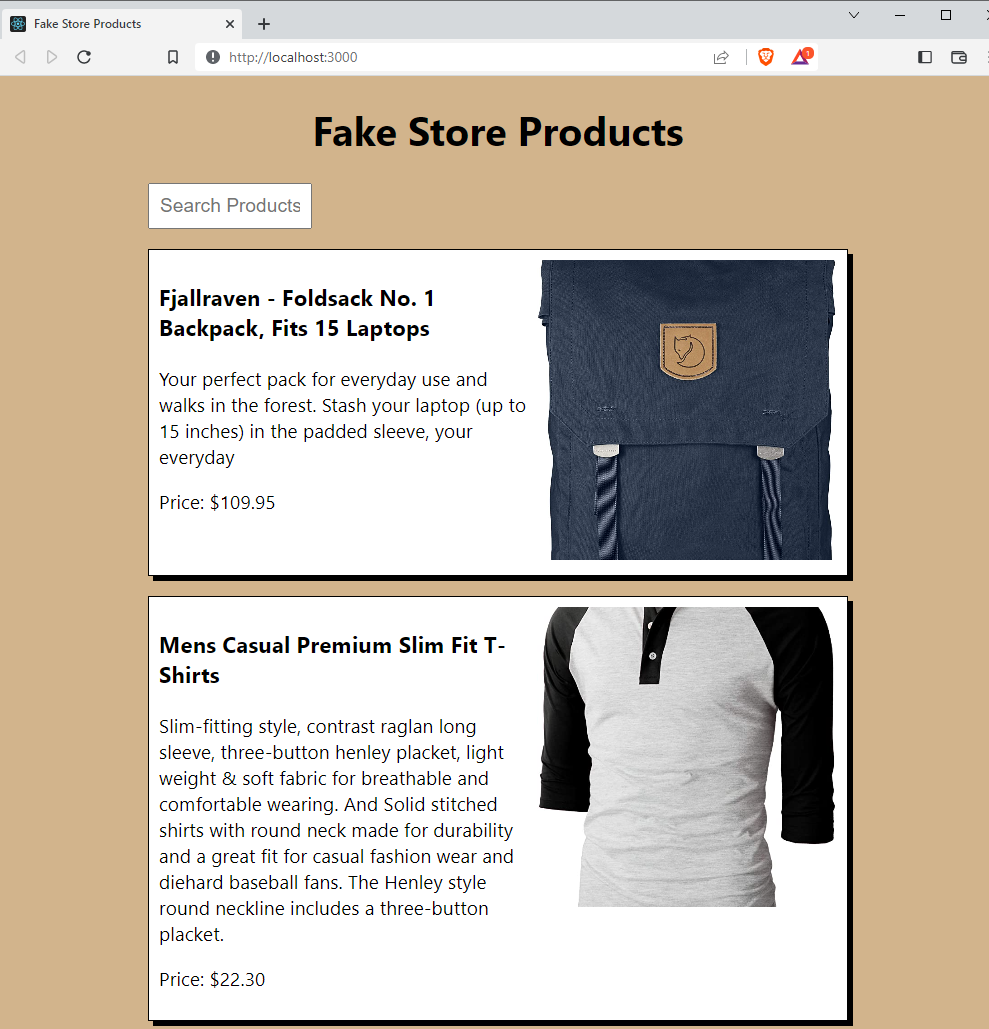 Fake Store Products
http://localhost:3000
1
Fake Store Products
Search Products
Fjallraven - Foldsack No. 1
Backpack, Fits 15 Laptops
Your perfect pack for everyday use and
walks in the forest. Stash your laptop (up to
15 inches) in the padded sleeve, your
everyday
Price: $109.95
Mens Casual Premium Slim Fit T-
Shirts
Slim-fitting style, contrast raglan long
sleeve, three-button henley placket, light
weight & soft fabric for breathable and
comfortable wearing. And Solid stitched
shirts with round neck made for durability
and a great fit for casual fashion wear and
diehard baseball fans. The Henley style
round neckline includes a three-button
placket.
Price: $22.30